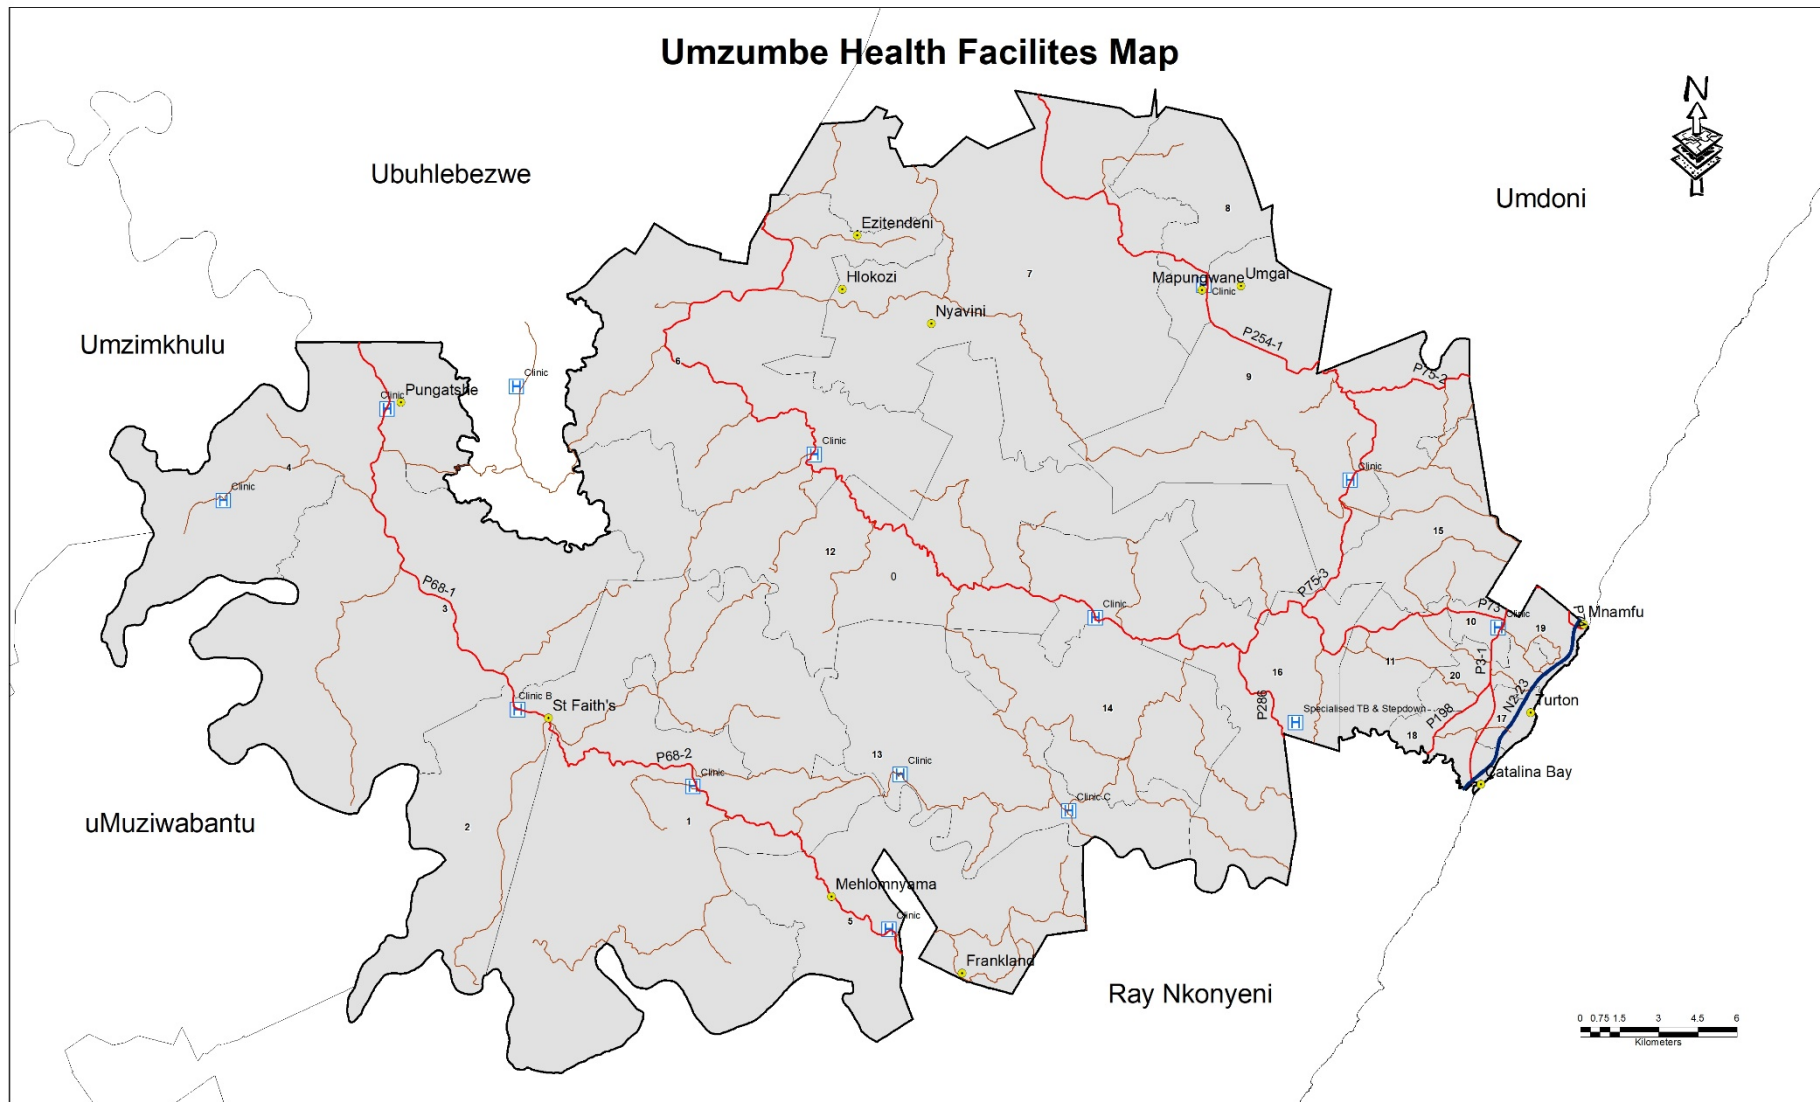 Umzumbe Health Facilites Map
N
Ubuhlebezwe
Umdoni
8
Ezitendeni
7
Hlokozi
Mapungwane
Umgai
Clinic
Nyavini
Umzimkhulu
P254-1
6
9
P75-2
Clinic
Pungatshe
Clinic
Clinic
4
Clinic
Clinic
15
12
0
P68-1
3
P75-3
Clinic
P73
Clinic
Mnamfu
10
19
11
P3-1
16
20
Clinic B
St Faith's
P286
14
N2-23
Turton
Specialised TB & Stepdown
P198
17
18
P68-2
13
Clinic
Catalina Bay
Clinic
uMuziwabantu
2
1
Clinic C
Mehlomnyama
5
Clinic
Frankland
Ray Nkonyeni
0 0.75 1.5 3 4.5 6
Kilometers